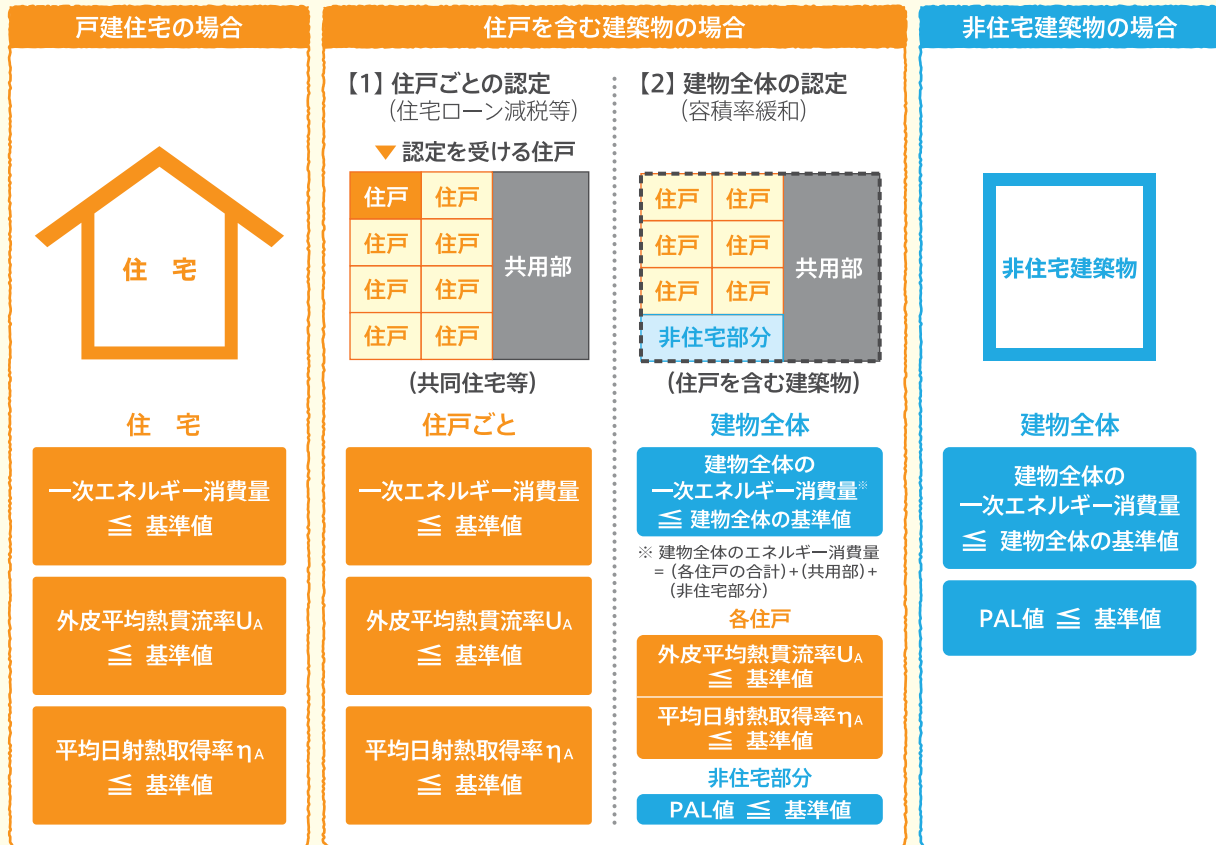 戸建住宅の場合
住 宅
住 宅
一次エネルギー消費量
≦ 基準値
外皮平均熱貫流率UA
≦ 基準値
平均日射熱取得率ηA
≦ 基準値
住戸を含む建築物の場合
【1】住戸ごとの認定
(住宅ローン減税等)
▼ 認定を受ける住戸
住戸 住戸
住戸 住戸
住戸 住戸
住戸 住戸
共用部
(共同住宅等)
住戸ごと
一次エネルギー消費量
≦ 基準値
外皮平均熱貫流率UA
≦ 基準値
平均日射熱取得率ηA
≦ 基準値
【2】建物全体の認定
(容積率緩和)
住戸 住戸
住戸 住戸
住戸 住戸
共用部
非住宅部分
(住戸を含む建築物)
建物全体
建物全体の
一次エネルギー消費量※
≦ 建物全体の基準値
※ 建物全体のエネルギー消費量
= (各住戸の合計)+(共用部)+
(非住宅部分)
各住戸
外皮平均熱貫流率UA
≦ 基準値
平均日射熱取得率ηA
≦ 基準値
非住宅部分
PAL値 ≦ 基準値
非住宅建築物の場合
非住宅建築物
建物全体
建物全体の
一次エネルギー消費量
≦ 建物全体の基準値
PAL値 ≦ 基準値